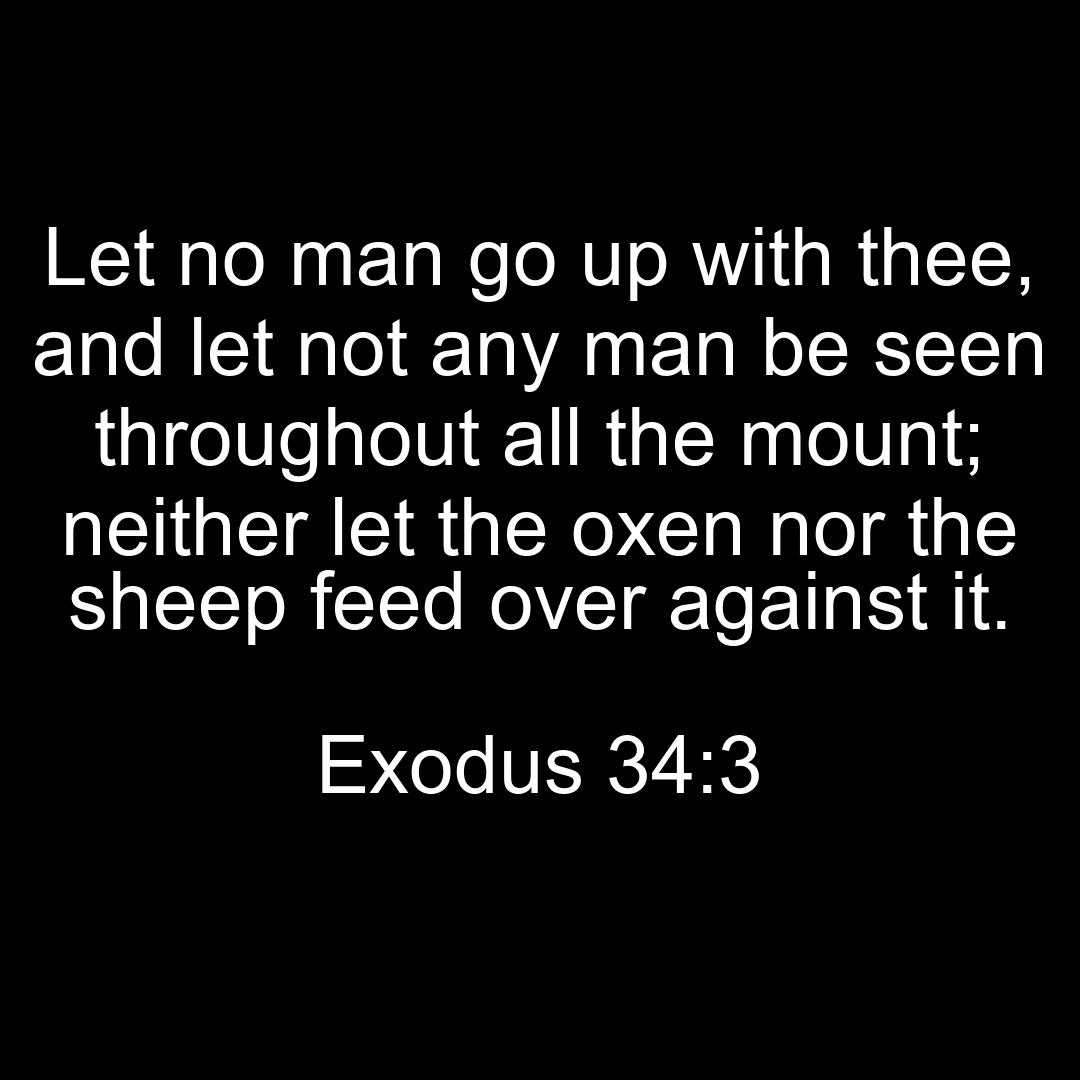 Let no man go up with thee,
and let not any man be seen
throughout all the mount;
neither let the oxen nor the
sheep feed over against it.
Exodus 34:3